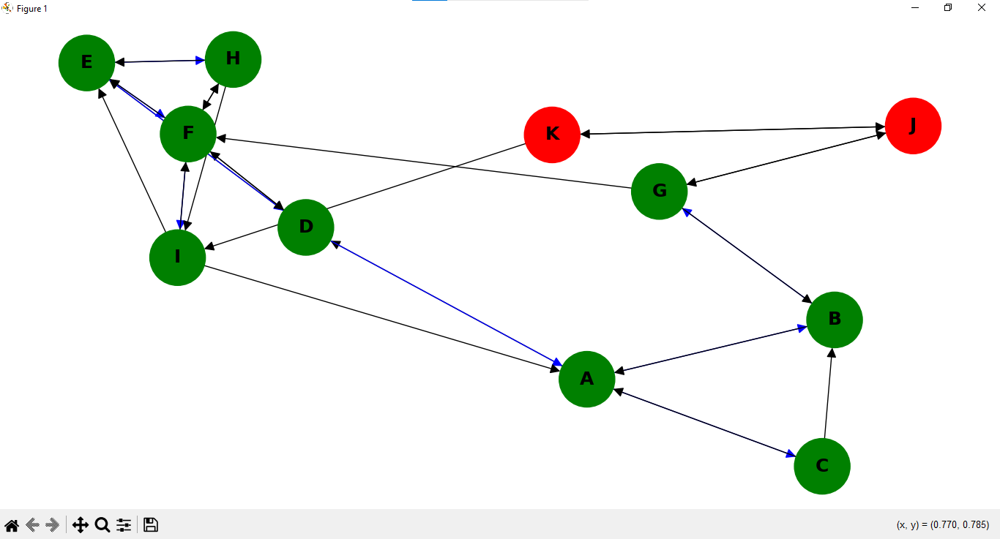 Figure 1
E
H
F
K
J
G
D
I
B
A
C
(x, y) = (0.770, 0.785)